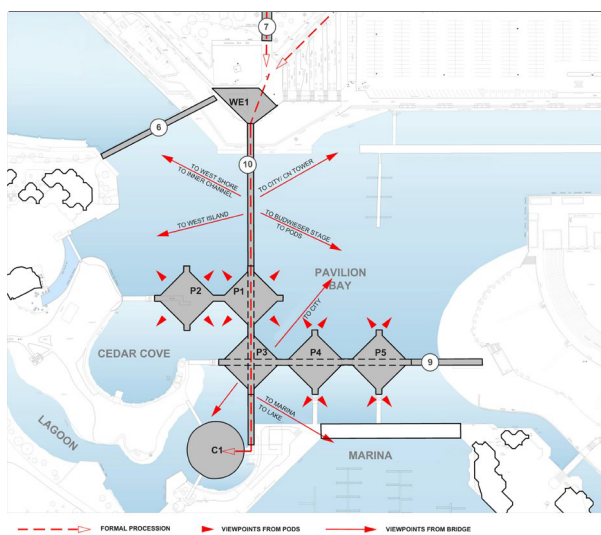 7
WE1
6
10
TO WEST SHORE
TO INNER CHANNEL
TO CITY/ CN TOWER
TO WEST ISLAND
TO BUDWIESER STAGE
TO PODS
PAVILION
BAY
P2
P1
TO CITY
CEDAR COVE
P3
P4
P5
9
TO MARINA
TO LAKE
LAGOON
C1
MARINA
FORMAL PROCESSION
VIEWPOINTS FROM PODS
VIEWPOINTS FROM BRIDGE